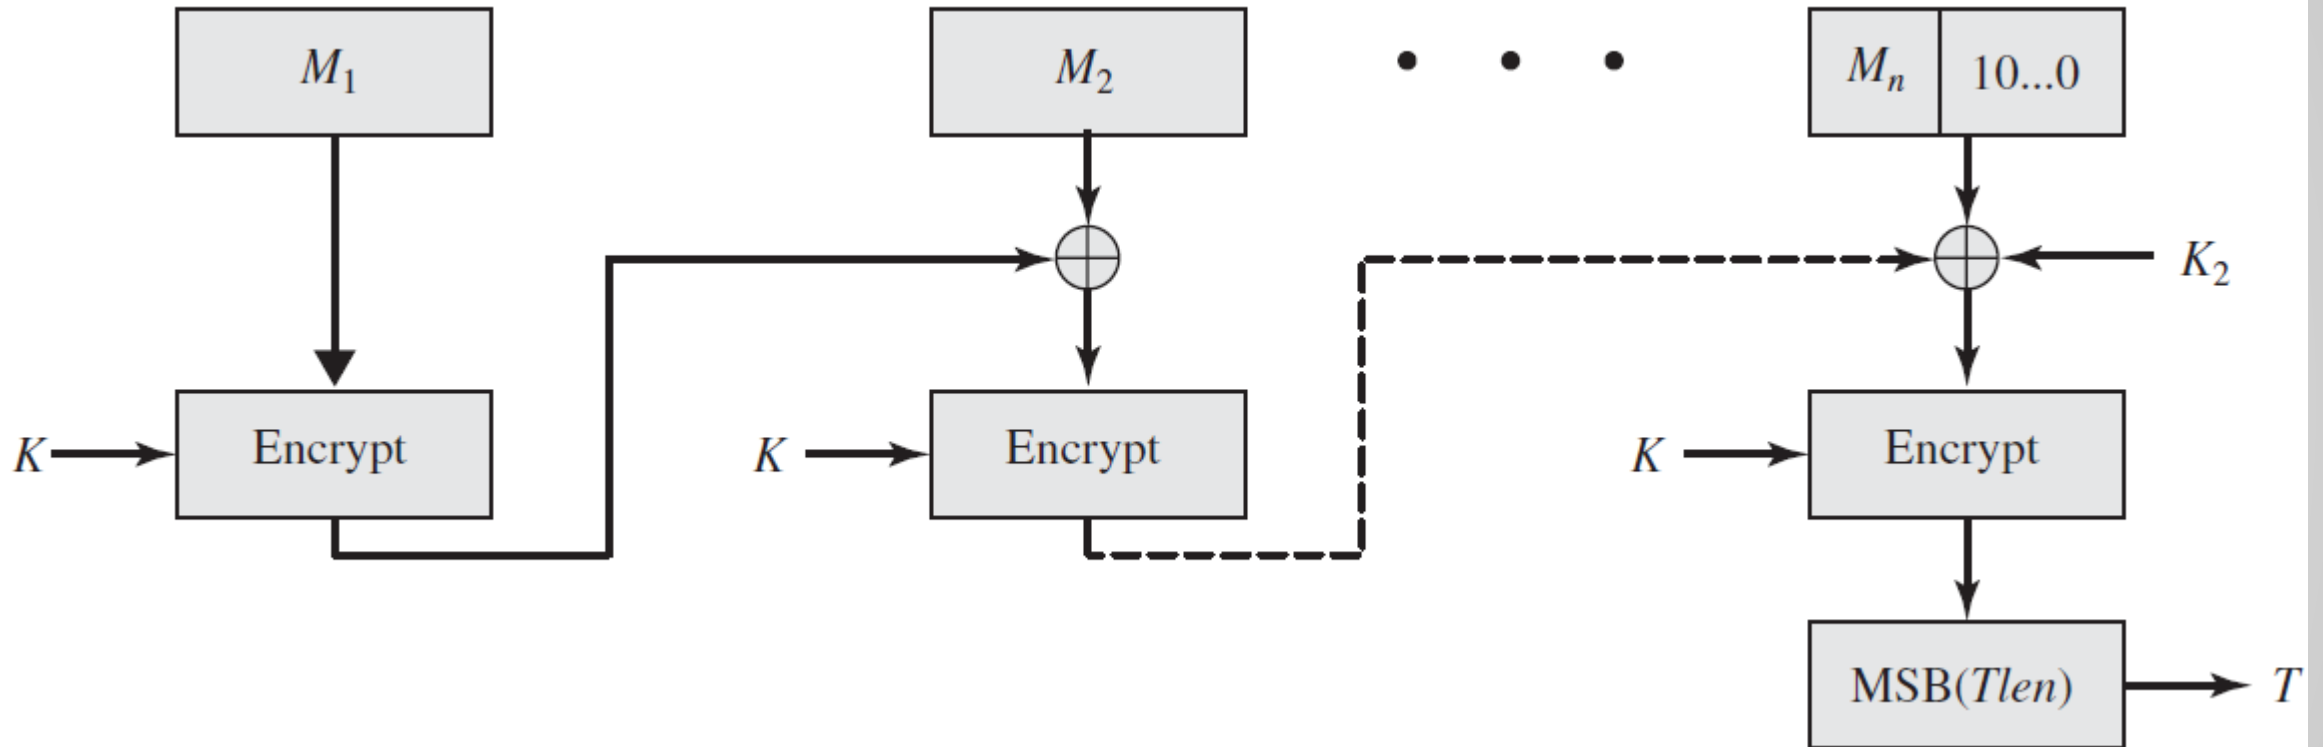 M₁
M₂
Mₙ
10...0
K₂
K
Encrypt
K
Encrypt
K
Encrypt
MSB(Tlen)
T